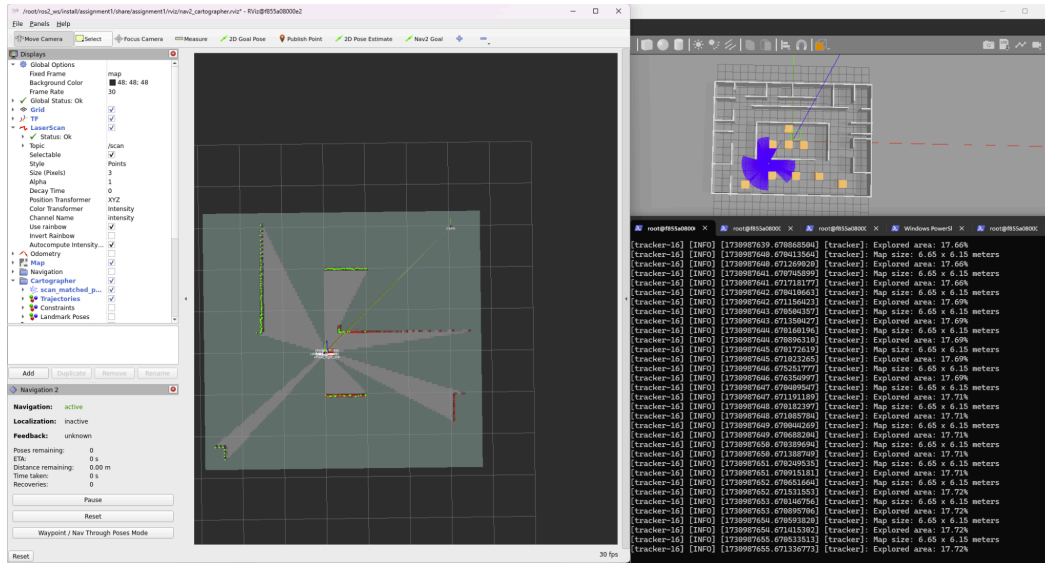 /root/ros2_ws/install/assignment1/share/assignment1/rviz/nav2_cartographer.rviz* - RViz@f855a08000e2
File Panels Help
Move Camera Select Focus Camera Measure 2D Goal Pose Publish Point 2D Pose Estimate Nav2 Goal
Displays
Global Options
Fixed Frame map
Background Color 48; 48; 48
Frame Rate 30
Global Status: Ok
Grid
TF
LaserScan
Status: Ok
Topic /scan
Selectable
Style Points
Size (Pixels) 3
Alpha 1
Decay Time 0
Position Transformer XYZ
Color Transformer Intensity
Channel Name intensity
Use rainbow
Invert Rainbow
Autocompute Intensity...
Odometry
Map
Navigation
Cartographer
scan_matched_p...
Trajectories
Constraints
Landmark Poses
Add Duplicate Remove Rename
Navigation 2
Navigation: active
Localization: inactive
Feedback: unknown
Poses remaining: 0
ETA: 0 s
Distance remaining: 0.00 m
Time taken: 0 s
Recoveries: 0
Pause
Reset
Waypoint / Nav Through Poses Mode
Reset
30 fps
root@f855a0800( root@f855a0800( root@f855a0800( Windows PowerSl root@f855a0800(
[tracker-16] [INFO] [1730987639.670868504] [tracker]: Explored area: 17.66%
[tracker-16] [INFO] [1730987640.670413564] [tracker]: Map size: 6.65 x 6.15 meters
[tracker-16] [INFO] [1730987640.671269020] [tracker]: Explored area: 17.66%
[tracker-16] [INFO] [1730987641.670745899] [tracker]: Map size: 6.65 x 6.15 meters
[tracker-16] [INFO] [1730987641.671718177] [tracker]: Explored area: 17.66%
[tracker-16] [INFO] [1730987642.670410663] [tracker]: Map size: 6.65 x 6.15 meters
[tracker-16] [INFO] [1730987642.671156423] [tracker]: Explored area: 17.69%
[tracker-16] [INFO] [1730987643.670504357] [tracker]: Map size: 6.65 x 6.15 meters
[tracker-16] [INFO] [1730987643.671350427] [tracker]: Explored area: 17.69%
[tracker-16] [INFO] [1730987644.670160196] [tracker]: Map size: 6.65 x 6.15 meters
[tracker-16] [INFO] [1730987644.670896310] [tracker]: Explored area: 17.69%
[tracker-16] [INFO] [1730987645.670172619] [tracker]: Map size: 6.65 x 6.15 meters
[tracker-16] [INFO] [1730987645.671023265] [tracker]: Explored area: 17.69%
[tracker-16] [INFO] [1730987646.675251777] [tracker]: Map size: 6.65 x 6.15 meters
[tracker-16] [INFO] [1730987646.676354997] [tracker]: Explored area: 17.69%
[tracker-16] [INFO] [1730987647.670409547] [tracker]: Map size: 6.65 x 6.15 meters
[tracker-16] [INFO] [1730987647.671191189] [tracker]: Explored area: 17.71%
[tracker-16] [INFO] [1730987648.670182397] [tracker]: Map size: 6.65 x 6.15 meters
[tracker-16] [INFO] [1730987648.671085784] [tracker]: Explored area: 17.71%
[tracker-16] [INFO] [1730987649.670044269] [tracker]: Map size: 6.65 x 6.15 meters
[tracker-16] [INFO] [1730987649.670688204] [tracker]: Explored area: 17.71%
[tracker-16] [INFO] [1730987650.670389694] [tracker]: Map size: 6.65 x 6.15 meters
[tracker-16] [INFO] [1730987650.671388749] [tracker]: Explored area: 17.71%
[tracker-16] [INFO] [1730987651.670249535] [tracker]: Map size: 6.65 x 6.15 meters
[tracker-16] [INFO] [1730987651.670915181] [tracker]: Explored area: 17.71%
[tracker-16] [INFO] [1730987652.670651664] [tracker]: Map size: 6.65 x 6.15 meters
[tracker-16] [INFO] [1730987652.671531553] [tracker]: Explored area: 17.72%
[tracker-16] [INFO] [1730987653.670146756] [tracker]: Map size: 6.65 x 6.15 meters
[tracker-16] [INFO] [1730987653.670895706] [tracker]: Explored area: 17.72%
[tracker-16] [INFO] [1730987654.670593820] [tracker]: Map size: 6.65 x 6.15 meters
[tracker-16] [INFO] [1730987654.671415302] [tracker]: Explored area: 17.72%
[tracker-16] [INFO] [1730987655.670533513] [tracker]: Map size: 6.65 x 6.15 meters
[tracker-16] [INFO] [1730987655.671336773] [tracker]: Explored area: 17.72%